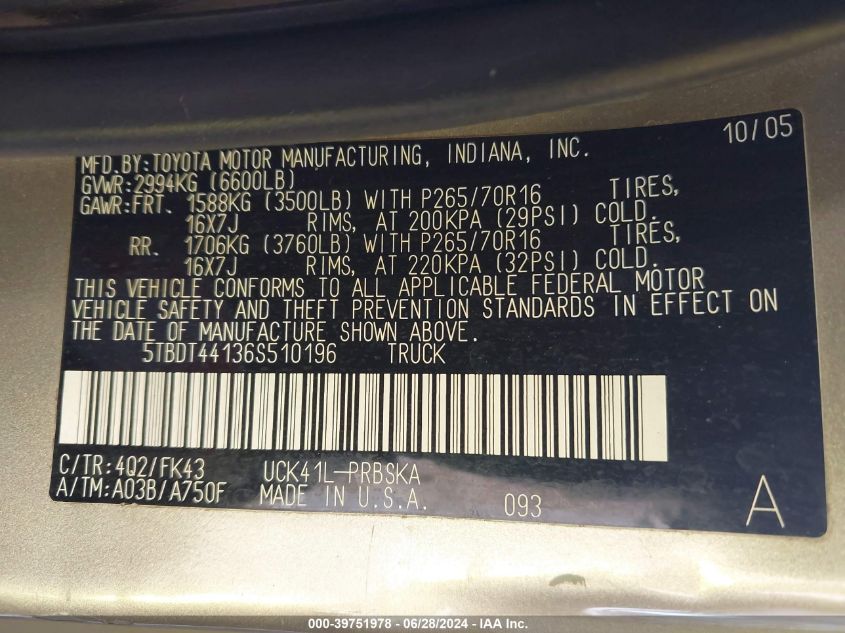 10/05
MFD.BY:TOYOTA MOTOR MANUFACTURING, INDIANA, INC.
GVWR:2994KG (6600LB)
GAWR:FRT. 1588KG (3500LB) WITH P265/70R16 TIRES,
16X7J RIMS, AT 200KPA (29PSI) COLD.
RR. 1706KG (3760LB) WITH P265/70R16 TIRES,
16X7J RIMS, AT 220KPA (32PSI) COLD.
THIS VEHICLE CONFORMS TO ALL APPLICABLE FEDERAL MOTOR
VEHICLE SAFETY AND THEFT PREVENTION STANDARDS IN EFFECT ON
THE DATE OF MANUFACTURE SHOWN ABOVE.
5TBDT44136S510196 TRUCK
C/TR:4Q2/FK43 UCK41L-PRBSKA
A/TM:A03B/A750F MADE IN U.S.A. 093 A
000-39751978 - 06/28/2024 - IAA Inc.